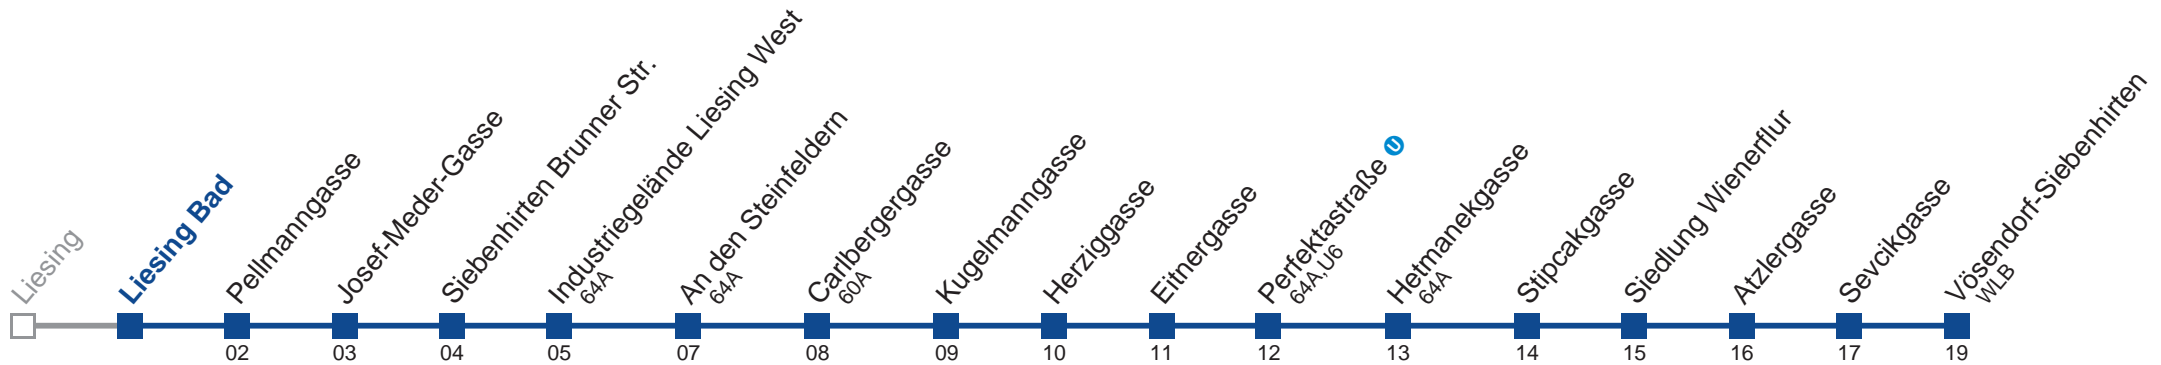 Liesing
Liesing Bad
Pellmanngasse
Josef-Meder-Gasse
Siebenhirten Brunner Str.
Industriegelände Liesing West
64A
An den Steinfeldern
64A
Carlbergergasse
60A
Kugelmanngasse
Herziggasse
Eitnergasse
Perfektastraße U
64A, U6
Hetmanekgasse
64A
Stipcakgasse
Siedlung Wienerflur
Atzlergasse
Sevcikgasse
Vösendorf-Siebenhirten
WLB
02 03 04 05 07 08 09 10 11 12 13 14 15 16 17 19